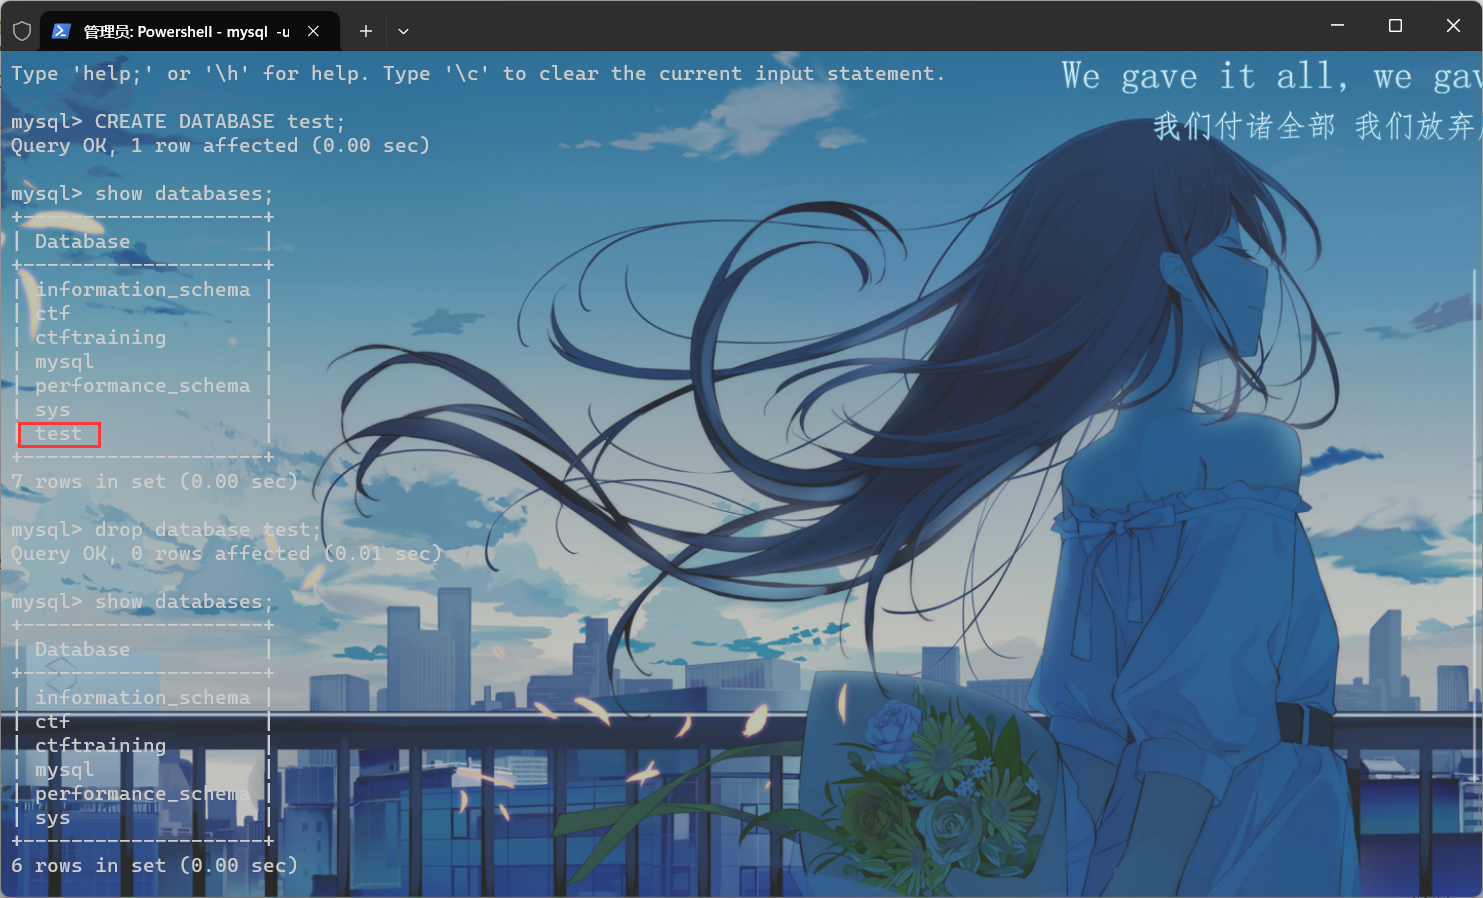 管理员: Powershell - mysql -u
Type 'help;' or '\h' for help. Type '\c' to clear the current input statement.
We gave it all, we gav
我们付诸全部 我们放弃
mysql> CREATE DATABASE test;
Query OK, 1 row affected (0.00 sec)
mysql> show databases;
+--------------------+
| Database           |
+--------------------+
| information_schema |
| ctf                |
| ctftraining        |
| mysql              |
| performance_schema |
| sys                |
| test               |
+--------------------+
7 rows in set (0.00 sec)
mysql> drop database test;
Query OK, 0 rows affected (0.01 sec)
mysql> show databases;
+--------------------+
| Database           |
+--------------------+
| information_schema |
| ctf                |
| ctftraining        |
| mysql              |
| performance_schema |
| sys                |
+--------------------+
6 rows in set (0.00 sec)